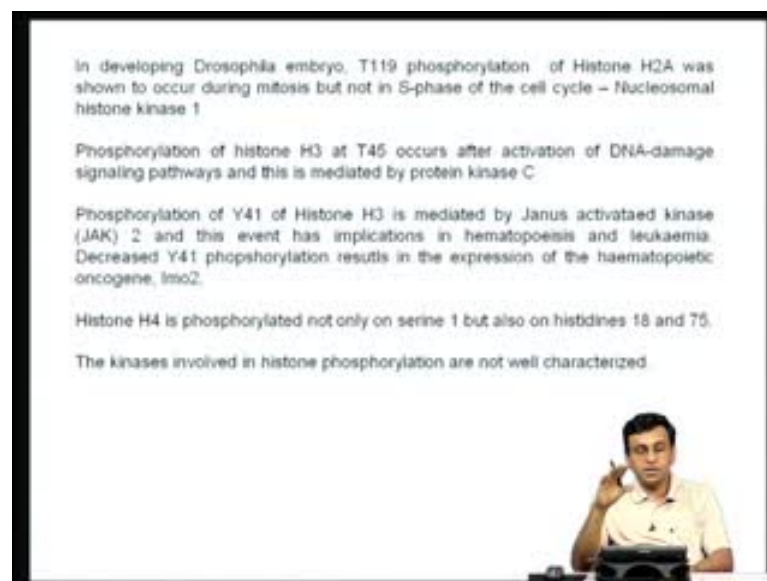 In developing Drosophila embryo, T119 phosphorylation of Histone H2A was
shown to occur during mitosis but not in S-phase of the cell cycle – Nucleosomal
histone kinase 1
Phosphorylation of histone H3 at T45 occurs after activation of DNA-damage
signaling pathways and this is mediated by protein kinase C
Phosphorylation of Y41 of Histone H3 is mediated by Janus activataed kinase
(JAK) 2 and this event has implications in hematopoeisis and leukaemia.
Decreased Y41 phopshorylation resutls in the expression of the haematopoietic
oncogene, lmo2.
Histone H4 is phosphorylated not only on serine 1 but also on histidines 18 and 75.
The kinases involved in histone phosphorylation are not well characterized.